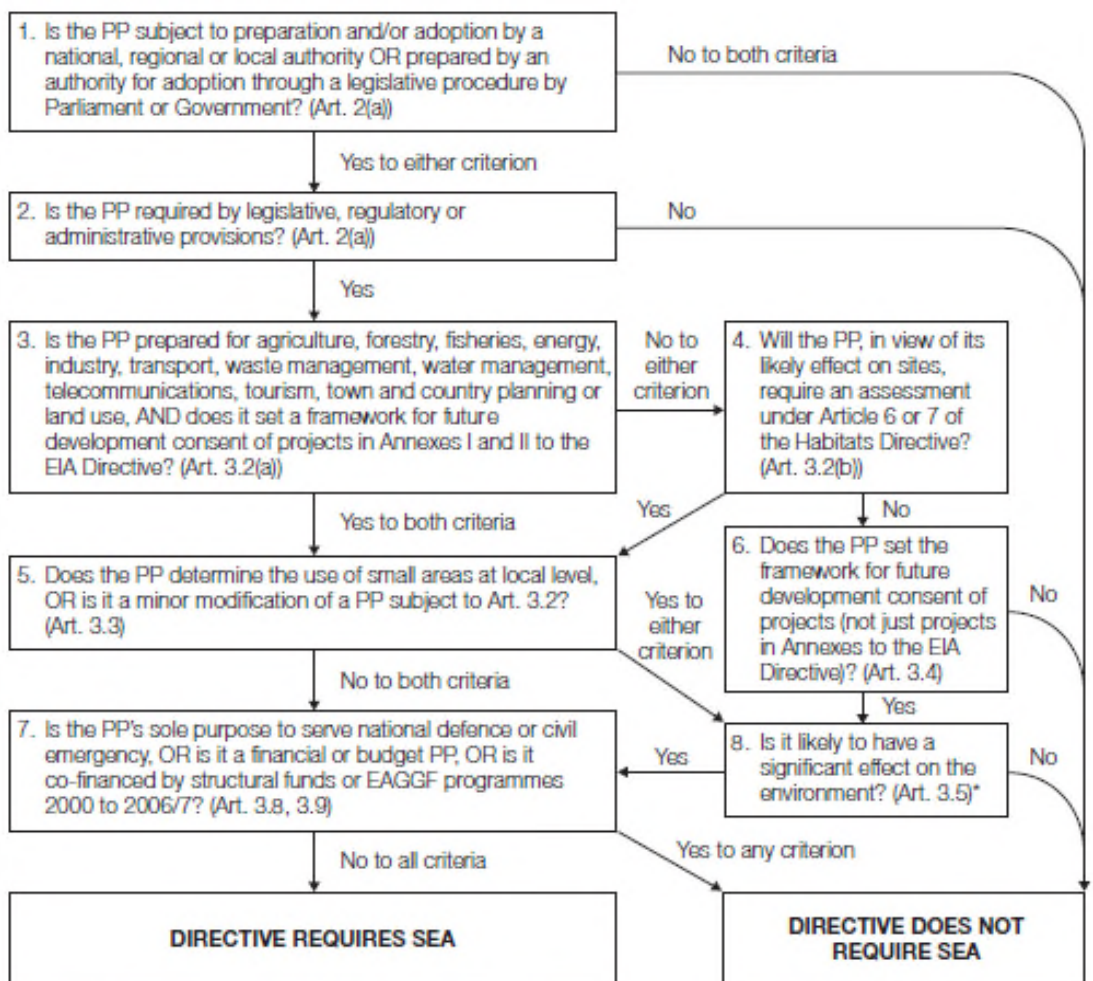 1. Is the PP subject to preparation and/or adoption by a
national, regional or local authority OR prepared by an
authority for adoption through a legislative procedure by
Parliament or Government? (Art. 2(a))
No to both criteria
Yes to either criterion
2. Is the PP required by legislative, regulatory or
administrative provisions? (Art. 2(a))
No
Yes
3. Is the PP prepared for agriculture, forestry, fisheries, energy,
industry, transport, waste management, water management,
telecommunications, tourism, town and country planning or
land use, AND does it set a framework for future
development consent of projects in Annexes I and II to the
EIA Directive? (Art. 3.2(a))
No to
either
criterion
4. Will the PP, in view of its
likely effect on sites,
require an assessment
under Article 6 or 7 of
the Habitats Directive?
(Art. 3.2(b))
Yes to both criteria
Yes
No
5. Does the PP determine the use of small areas at local level,
OR is it a minor modification of a PP subject to Art. 3.2?
(Art. 3.3)
Yes to
either
criterion
6. Does the PP set the
framework for future
development consent of
projects (not just projects
in Annexes to the EIA
Directive)? (Art. 3.4)
No
No to both criteria
Yes
7. Is the PP's sole purpose to serve national defence or civil
emergency, OR is it a financial or budget PP, OR is it
co-financed by structural funds or EAGGF programmes
2000 to 2006/7? (Art. 3.8, 3.9)
Yes
8. Is it likely to have a
significant effect on the
environment? (Art. 3.5)*
No
No to all criteria
Yes to any criterion
DIRECTIVE REQUIRES SEA
DIRECTIVE DOES NOT
REQUIRE SEA